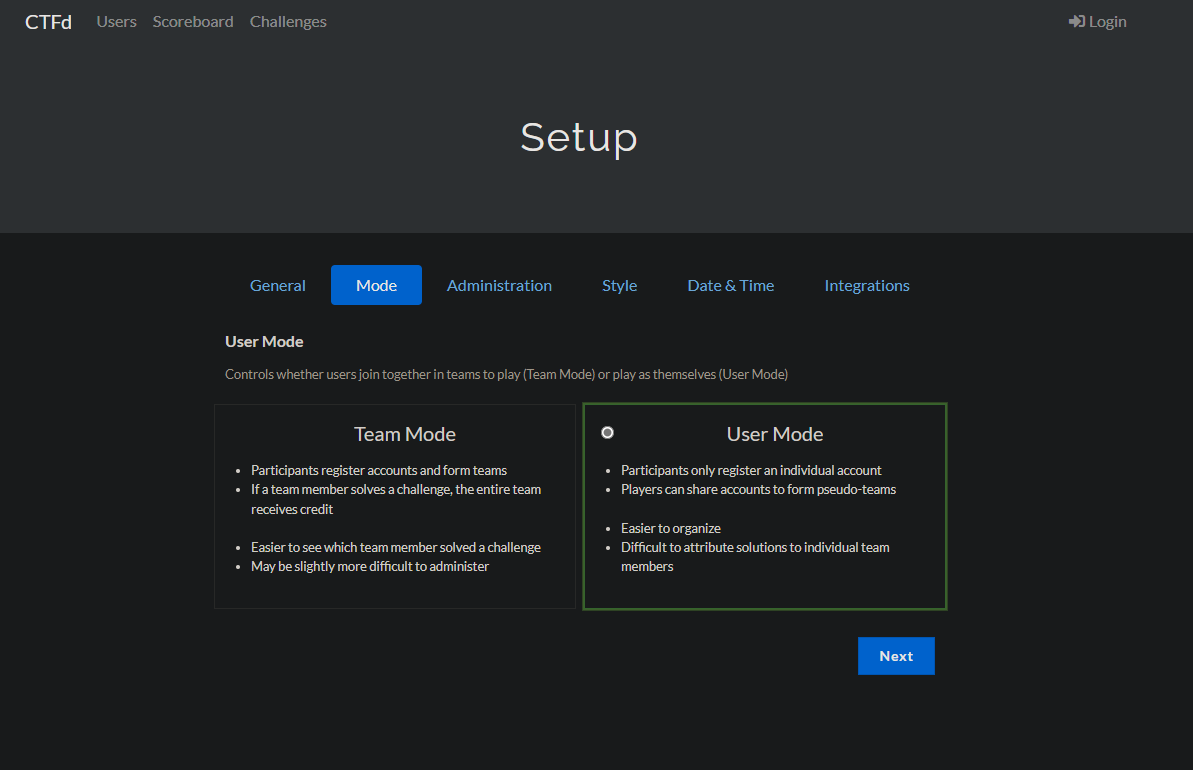 CTFd Users Scoreboard Challenges Login
Setup
General Mode Administration Style Date & Time Integrations
User Mode
Controls whether users join together in teams to play (Team Mode) or play as themselves (User Mode)
Team Mode
Participants register accounts and form teams
If a team member solves a challenge, the entire team
receives credit
Easier to see which team member solved a challenge
May be slightly more difficult to administer
User Mode
Participants only register an individual account
Players can share accounts to form pseudo-teams
Easier to organize
Difficult to attribute solutions to individual team
members
Next